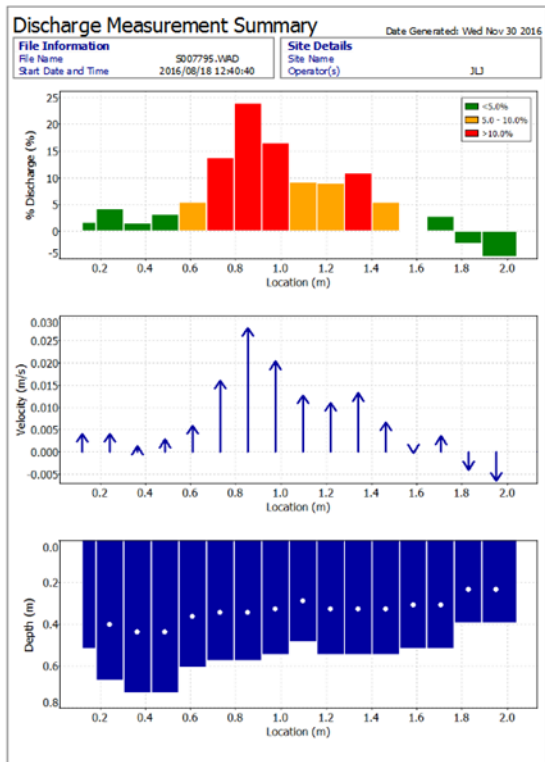 Discharge Measurement Summary
Date Generated: Wed Nov 30 2016
File Information
File Name S007795.WAD
Start Date and Time 2016/08/18 12:40:40
Site Details
Site Name
Operator(s) JLJ
% Discharge (%)
25
20
15
10
5
0
-5
<5.0%
5.0 - 10.0%
>10.0%
0.2 0.4 0.6 0.8 1.0 1.2 1.4 1.6 1.8 2.0
Location (m)
Velocity (m/s)
0.030
0.025
0.020
0.015
0.010
0.005
0.000
-0.005
0.2 0.4 0.6 0.8 1.0 1.2 1.4 1.6 1.8 2.0
Location (m)
Depth (m)
0.0
0.2
0.4
0.6
0.8
0.2 0.4 0.6 0.8 1.0 1.2 1.4 1.6 1.8 2.0
Location (m)